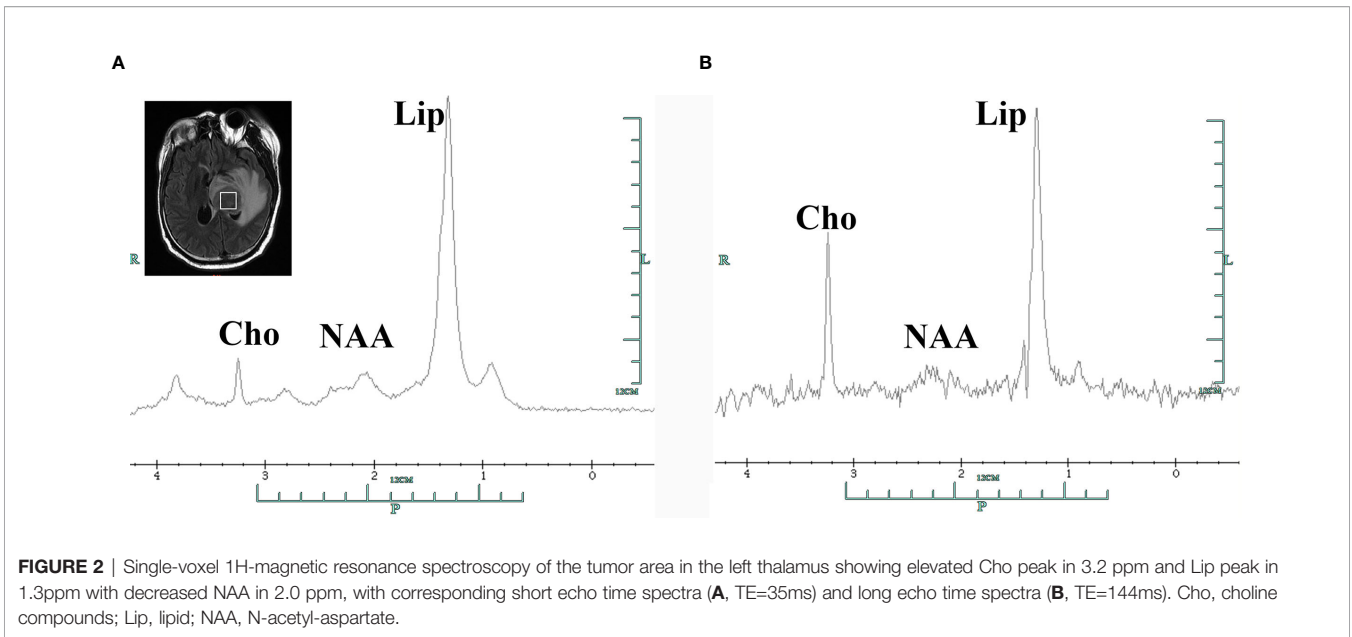 A
B
Lip
Lip
Cho
R
L
R
L
Cho
NAA
NAA
12CM
12CM
4 3 2 1 0
4 3 2 1 0
12CM
12CM
P
P
FIGURE 2 | Single-voxel 1H-magnetic resonance spectroscopy of the tumor area in the left thalamus showing elevated Cho peak in 3.2 ppm and Lip peak in
1.3ppm with decreased NAA in 2.0 ppm, with corresponding short echo time spectra (A, TE=35ms) and long echo time spectra (B, TE=144ms). Cho, choline
compounds; Lip, lipid; NAA, N-acetyl-aspartate.